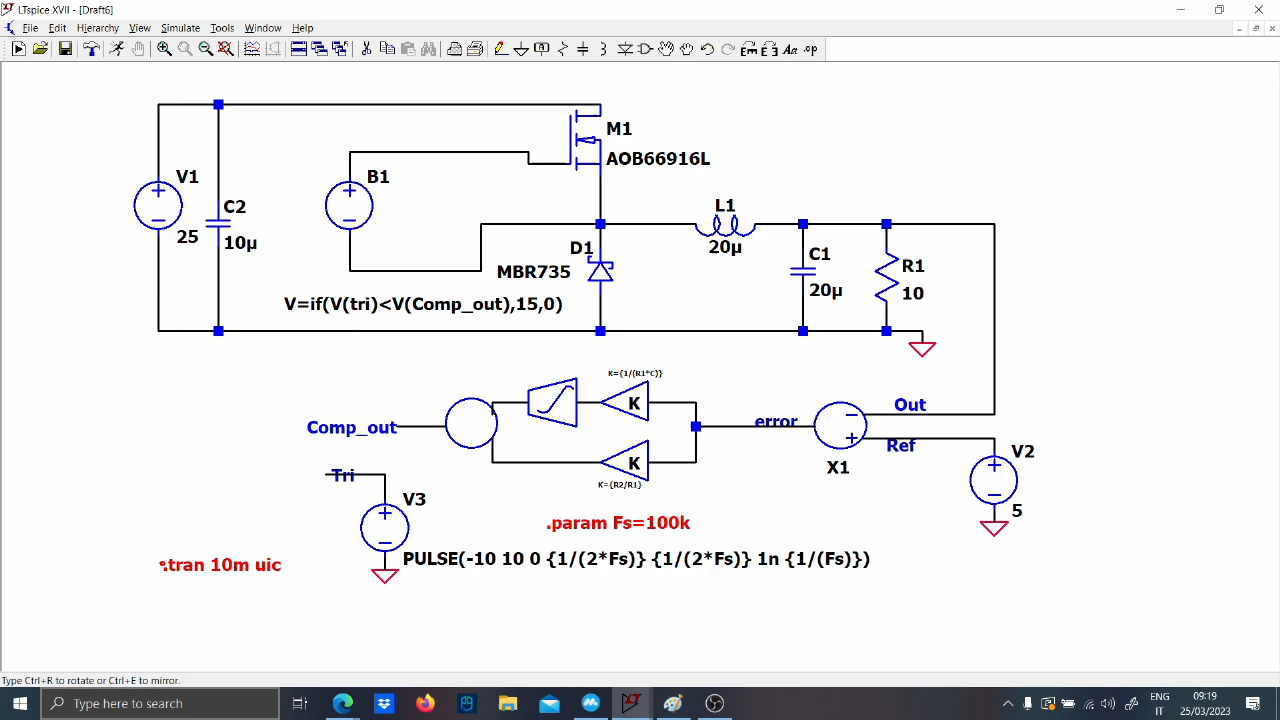 LTspice XVII - [Draft6]
File Edit Hierarchy View Simulate Tools Window Help
M1
AOB66916L
V1
25
C2
10µ
B1
L1
20µ
D1
MBR735
C1
20µ
R1
10
V=if(V(tri)<V(Comp_out),15,0)
K={1/(R1*C)}
K
Comp_out
error
Out
Ref
X1
K
K={R2/R1}
V2
5
Tri
V3
.param Fs=100k
PULSE(-10 10 0 {1/(2*Fs)} {1/(2*Fs)} 1n {1/(Fs)})
.tran 10m uic
Type Ctrl+R to rotate or Ctrl+E to mirror.
Type here to search
ENG
IT
09:19
25/03/2023